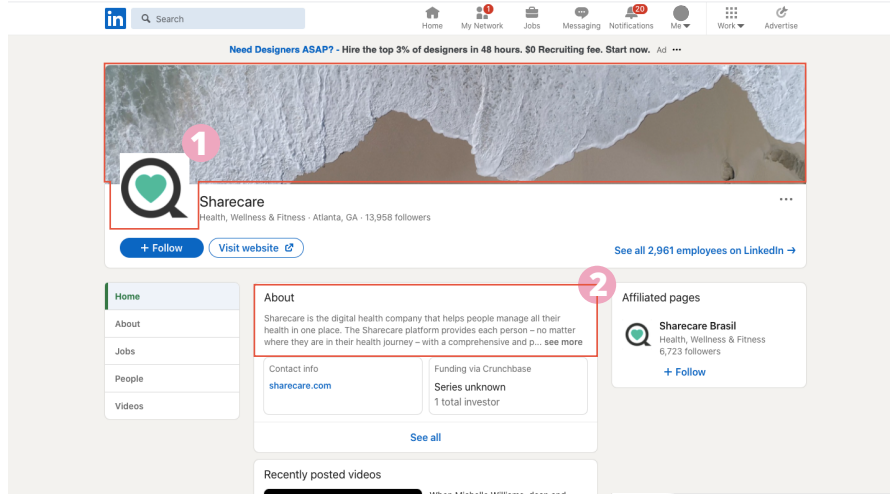 in
Search
Home
1
My Network
Jobs
Messaging
20
Notifications
Me
Work
Advertise
Need Designers ASAP? - Hire the top 3% of designers in 48 hours. $0 Recruiting fee. Start now. Ad ···
1
Sharecare
Health, Wellness & Fitness · Atlanta, GA · 13,958 followers
+ Follow
Visit website
See all 2,961 employees on LinkedIn →
Home
About
Jobs
People
Videos
2
About
Sharecare is the digital health company that helps people manage all their
health in one place. The Sharecare platform provides each person – no matter
where they are in their health journey – with a comprehensive and p... see more
Contact info
sharecare.com
Funding via Crunchbase
Series unknown
1 total investor
See all
Affiliated pages
Sharecare Brasil
Health, Wellness & Fitness
6,723 followers
+ Follow
Recently posted videos